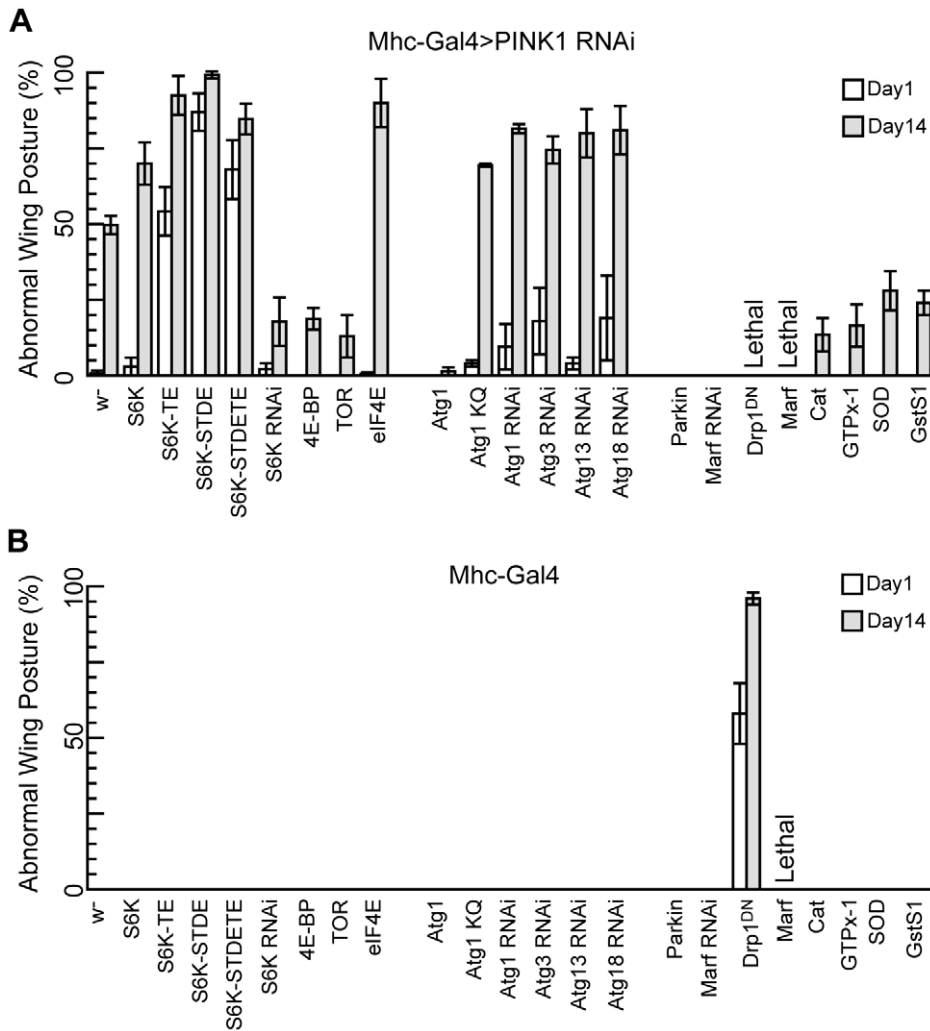 A
Mhc-Gal4>PINK1 RNAi
Abnormal Wing Posture (%)
100
50
0
Day1
Day14
Lethal
Lethal
w-
S6K
S6K-TE
S6K-STDE
S6K-STDETE
S6K RNAi
4E-BP
TOR
eIF4E
Atg1
Atg1 KQ
Atg1 RNAi
Atg3 RNAi
Atg13 RNAi
Atg18 RNAi
Parkin
Marf RNAi
Drp1DN
Marf
Cat
GTPx-1
SOD
GstS1
B
Mhc-Gal4
Abnormal Wing Posture (%)
100
50
0
Day1
Day14
Lethal
w-
S6K
S6K-TE
S6K-STDE
S6K-STDETE
S6K RNAi
4E-BP
TOR
eIF4E
Atg1
Atg1 KQ
Atg1 RNAi
Atg3 RNAi
Atg13 RNAi
Atg18 RNAi
Parkin
Marf RNAi
Drp1DN
Marf
Cat
GTPx-1
SOD
GstS1